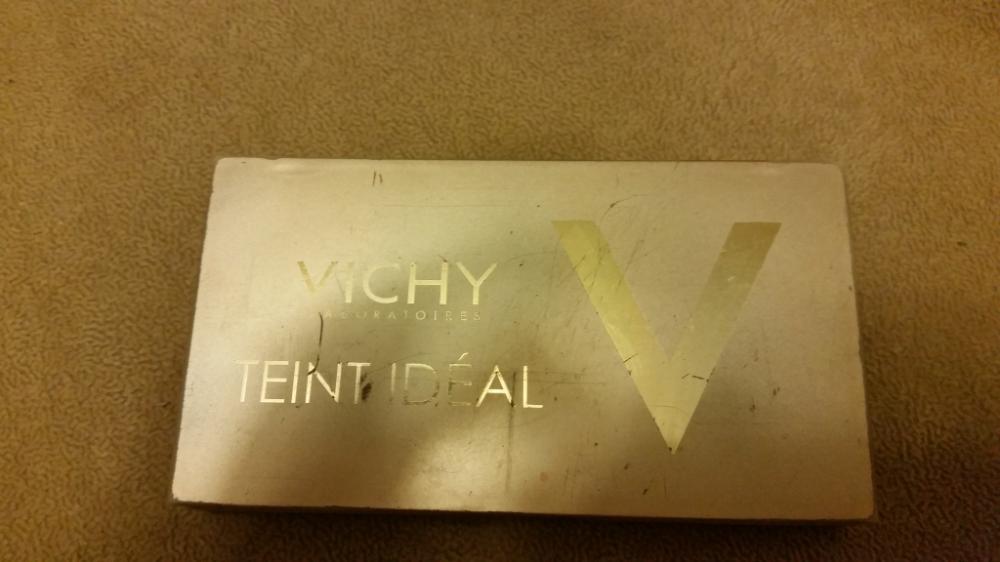 VICHY
LABORATOIRES
TEINT IDÉAL
V